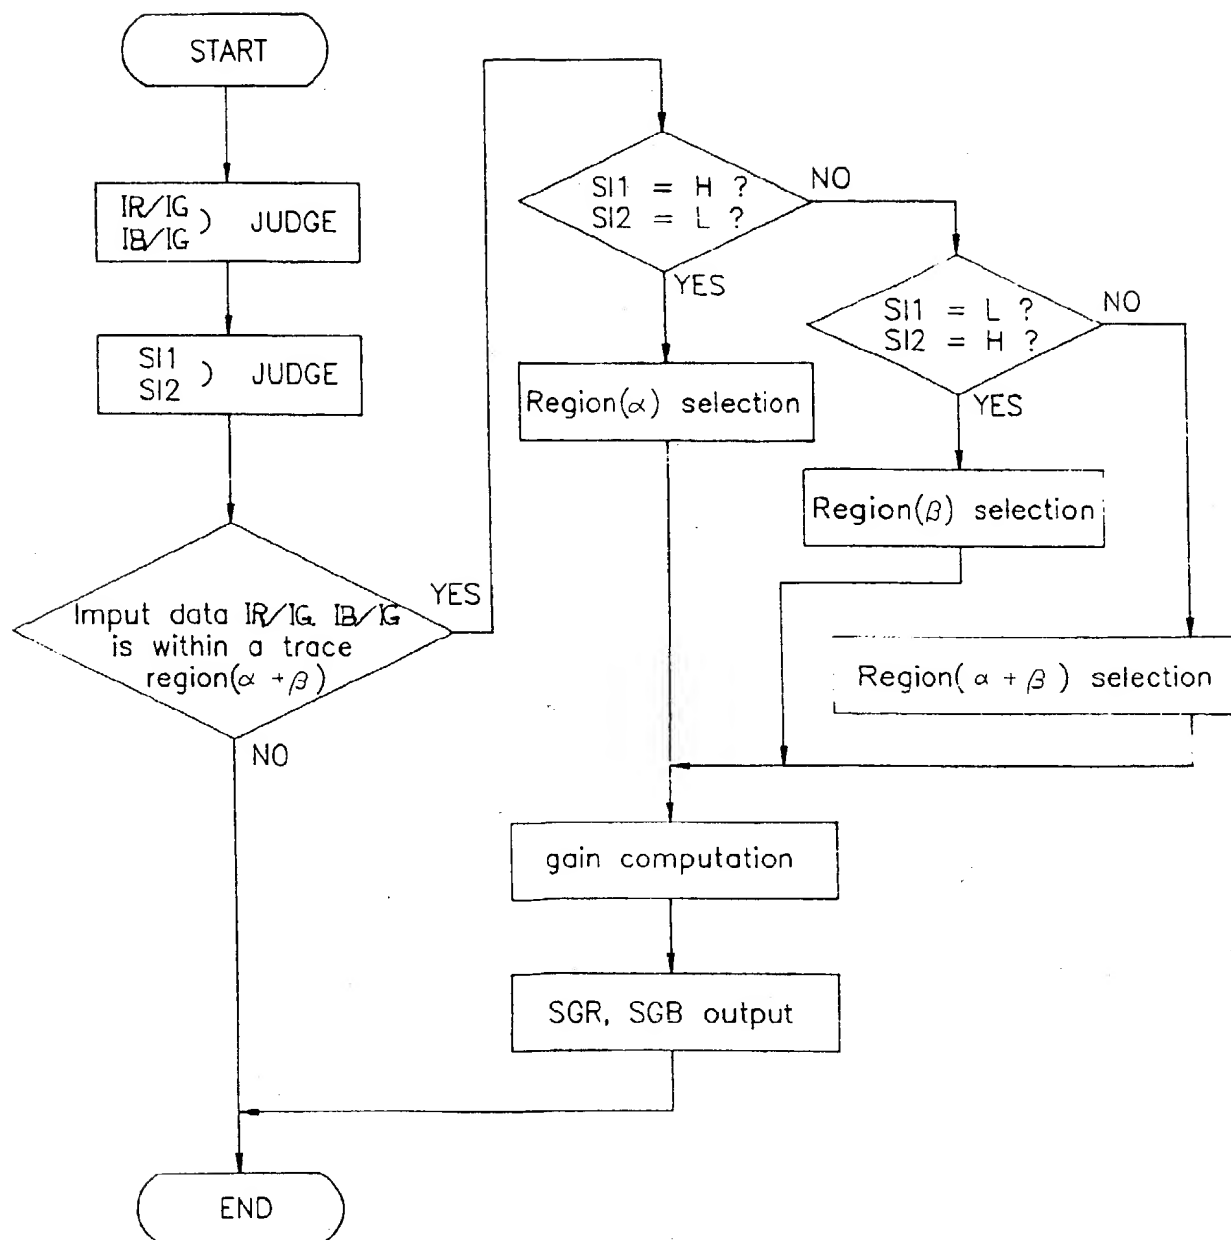 START
IR/IG
IB/IG
) JUDGE
SI1
SI2
) JUDGE
Imput data IR/IG IB/IG
is within a trace
region(α +β)
YES
NO
SI1 = H ?
SI2 = L ?
NO
YES
Region(α) selection
SI1 = L ?
SI2 = H ?
NO
YES
Region(β) selection
Region( α + β ) selection
gain computation
SGR, SGB output
END